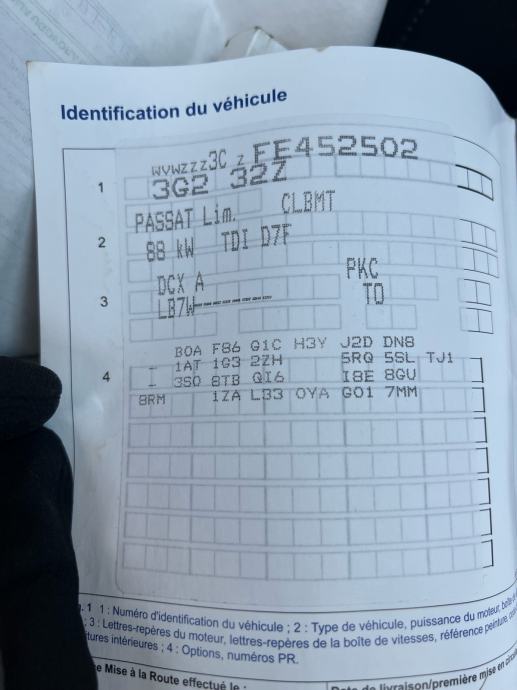 Identification du véhicule
WVWZZZ3C Z FE452502
1
3G2 32Z
PASSAT Lim. CLBMT
2
88 kW TDI D7F
DCX A PKC
3
LB7W------- TO
BOA F86 G1C H3Y J2D DN8
1AT 1G3 2ZH 5RQ 5SL TJ1
4
I 3S0 8TB QI6 I8E 8GU
8RM 1ZA L33 OYA GO1 7MM
1 1 : Numéro d'identification du véhicule ; 2 : Type de véhicule, puissance du moteur,
; 3 : Lettres-repères du moteur, lettres-repères de la boîte de vitesses, référence peinture,
intérieures ; 4 : Options, numéros PR.
Mise à la Route effectué le :
Date de livraison/première mise en